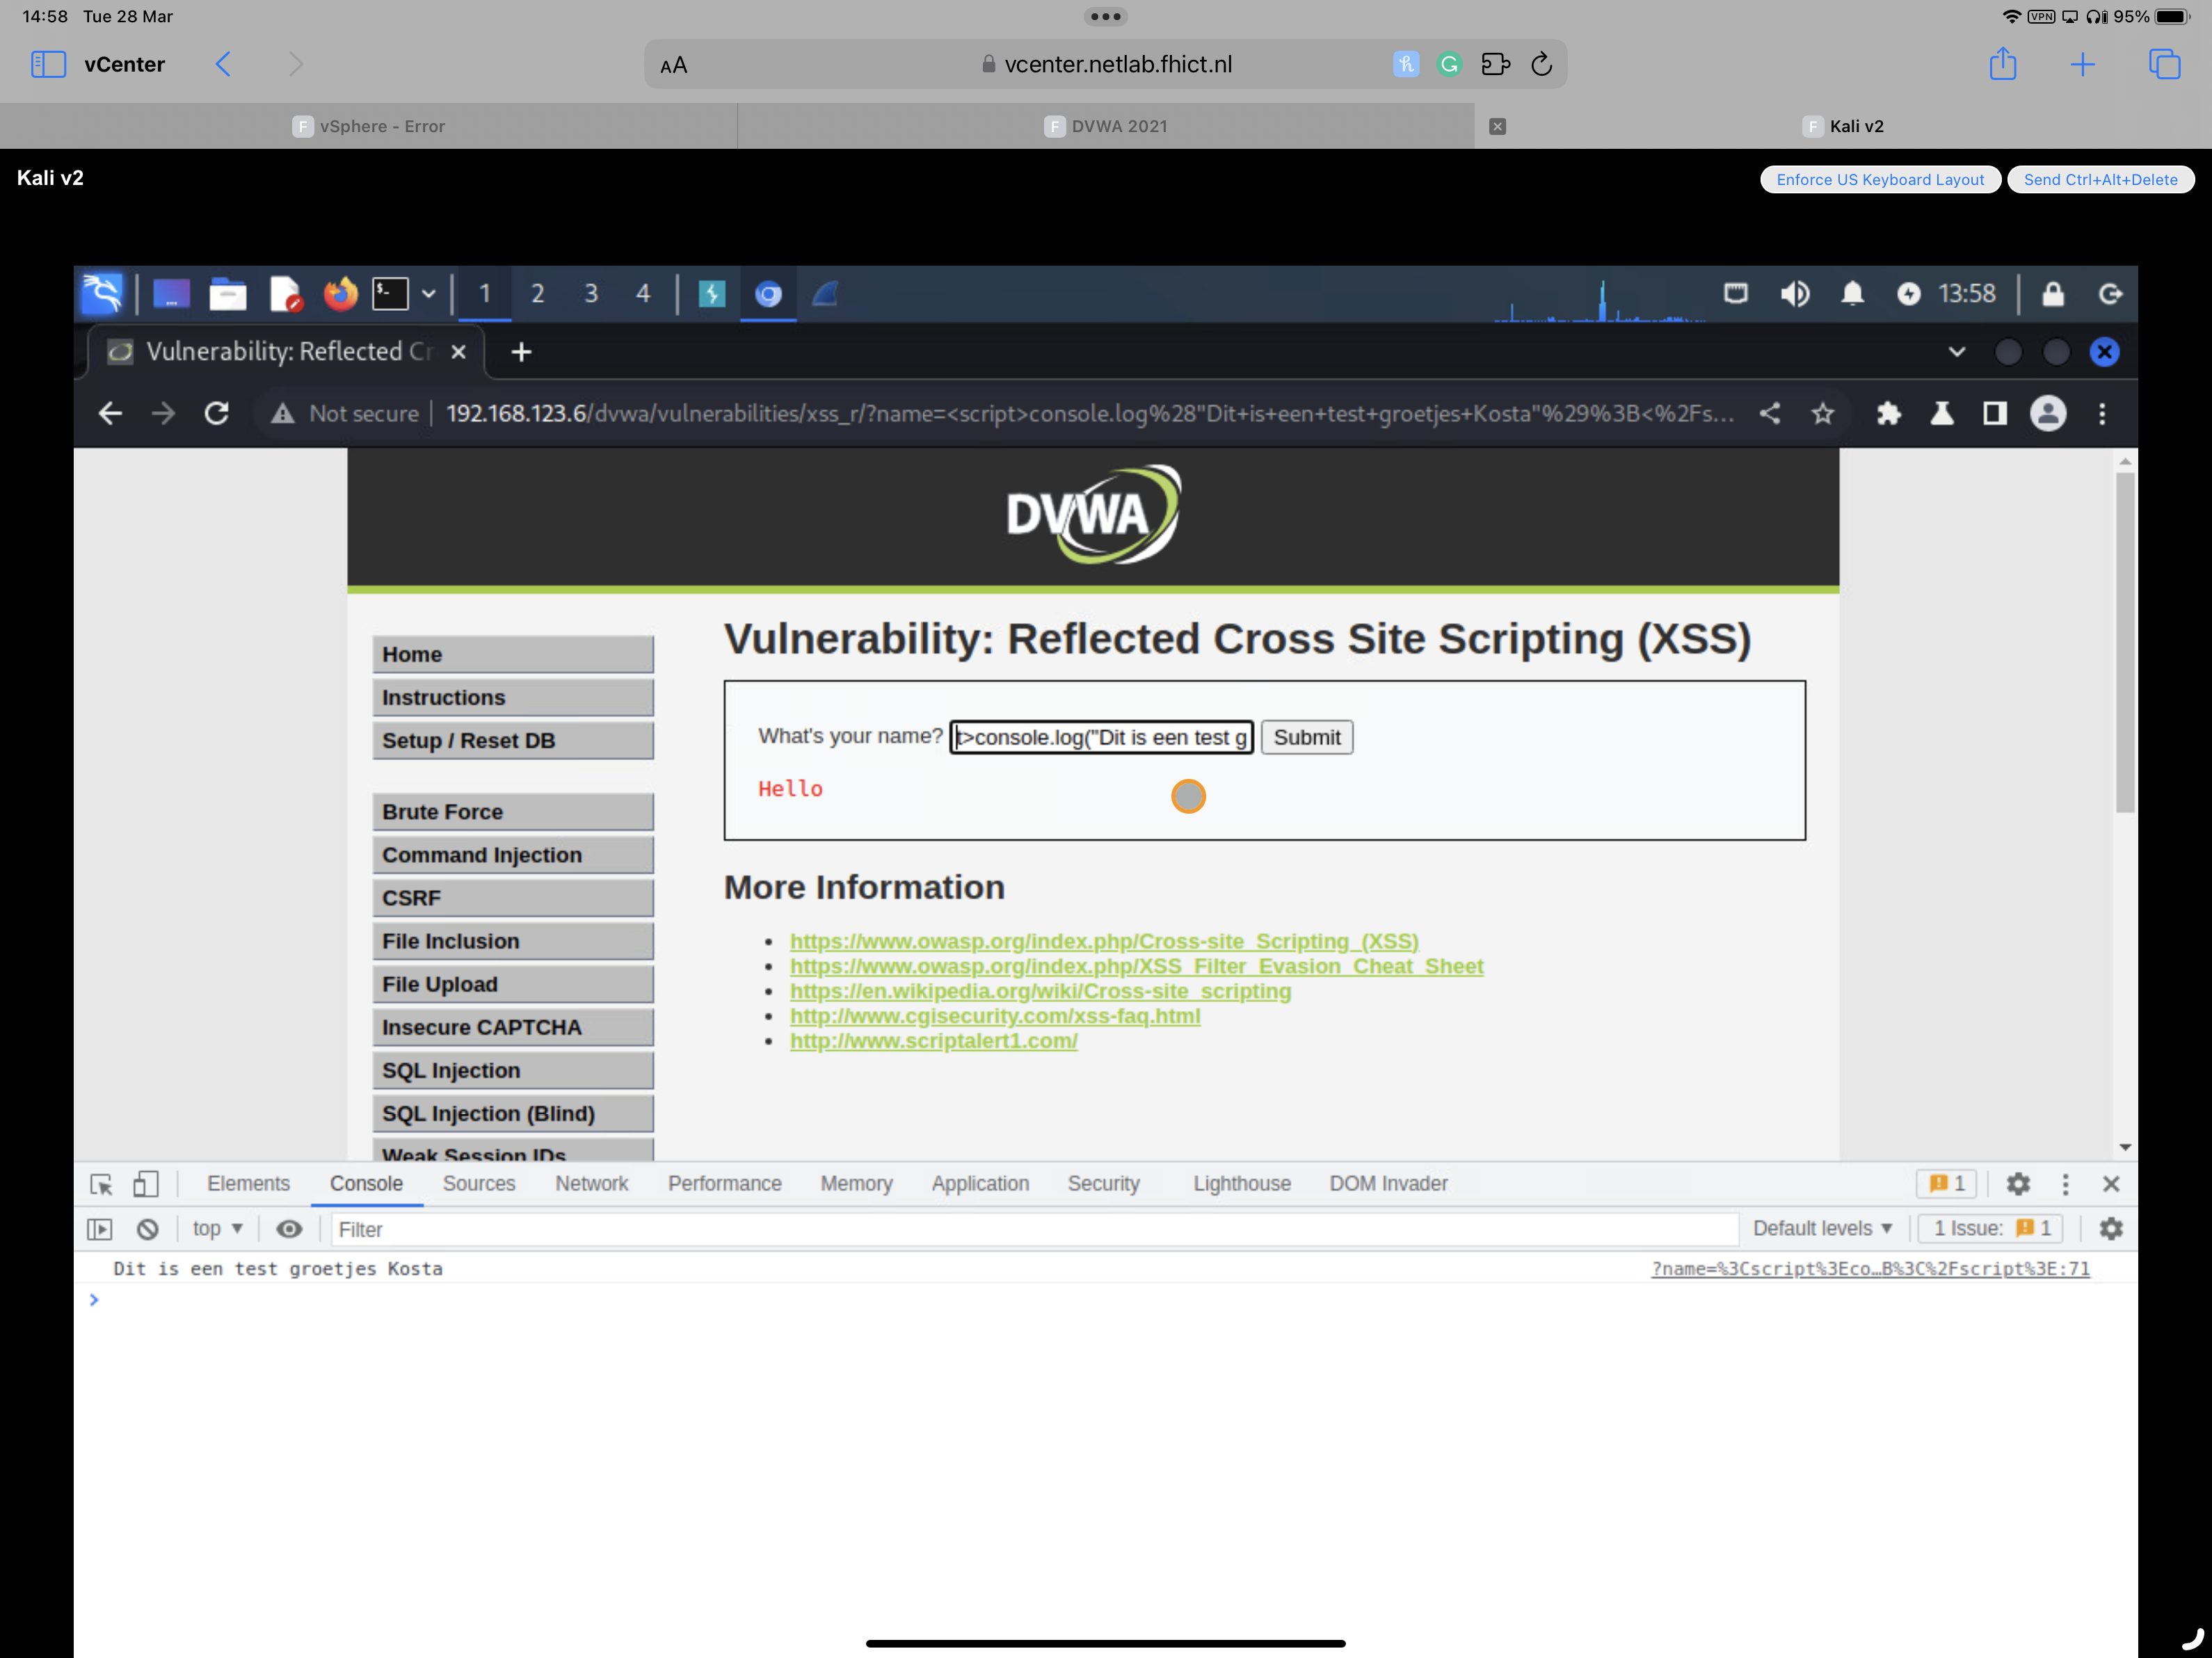 14:58 Tue 28 Mar
VPN 95%
vCenter
AA vcenter.netlab.fhict.nl
F vSphere - Error
F DVWA 2021
F Kali v2
Kali v2
Enforce US Keyboard Layout
Send Ctrl+Alt+Delete
1 2 3 4
13:58
Vulnerability: Reflected Cr
Not secure 192.168.123.6/dvwa/vulnerabilities/xss_r/?name=<script>console.log%28"Dit+is+een+test+groetjes+Kosta"%29%3B<%2Fs...
DVWA
Home
Instructions
Setup / Reset DB
Brute Force
Command Injection
CSRF
File Inclusion
File Upload
Insecure CAPTCHA
SQL Injection
SQL Injection (Blind)
Weak Session IDs
Vulnerability: Reflected Cross Site Scripting (XSS)
What's your name? t>console.log("Dit is een test g Submit
Hello
More Information
https://www.owasp.org/index.php/Cross-site_Scripting_(XSS)
https://www.owasp.org/index.php/XSS_Filter_Evasion_Cheat_Sheet
https://en.wikipedia.org/wiki/Cross-site_scripting
http://www.cgisecurity.com/xss-faq.html
http://www.scriptalert1.com/
Elements Console Sources Network Performance Memory Application Security Lighthouse DOM Invader 1
top Filter Default levels 1 Issue: 1
Dit is een test groetjes Kosta ?name=%3Cscript%3Eco…B%3C%2Fscript%3E:71